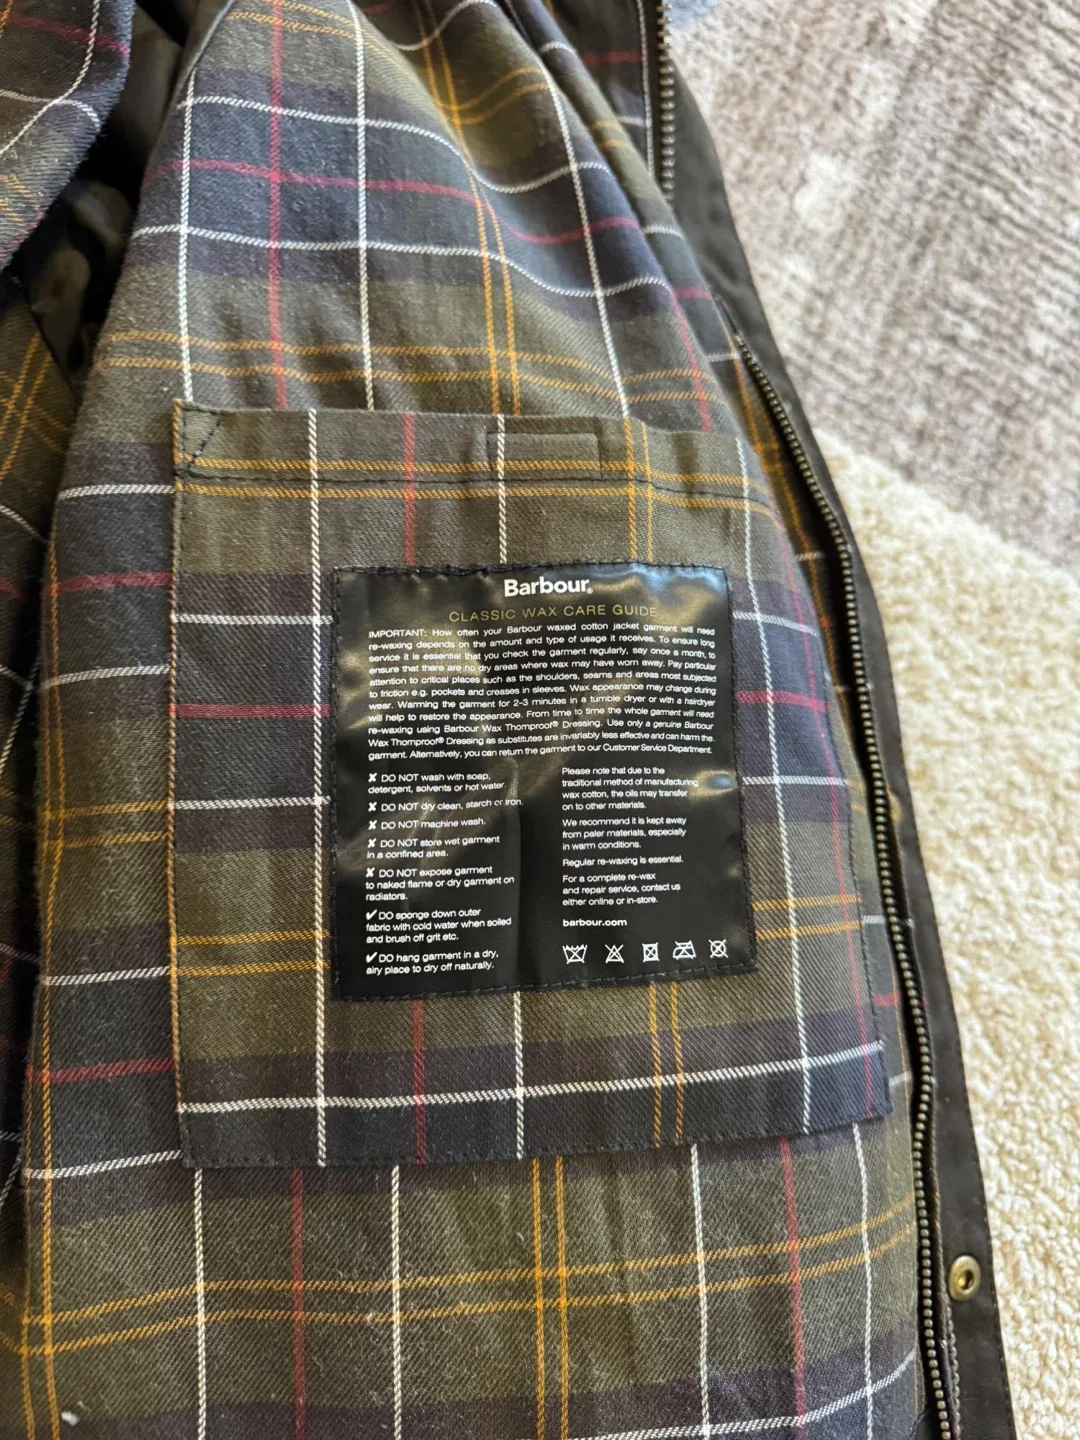 Barbour®
CLASSIC WAX CARE GUIDE
IMPORTANT: How often your Barbour waxed cotton jacket garment will need
re-waxing depends on the amount and type of usage it receives. To ensure long
service it is essential that you check the garment regularly, say once a month, to
ensure that there are no dry areas where wax may have worn away. Pay particular
attention to critical places such as the shoulders, seams and areas most subjected
to friction e.g. pockets and creases in sleeves. Wax appearance may change during
wear. Warming the garment for 2-3 minutes in a tumble dryer or with a hairdryer
will help to restore the appearance. From time to time the whole garment will need
re-waxing using Barbour Wax Thornproof® Dressing. Use only a genuine Barbour
Wax Thornproof® Dressing as substitutes are invariably less effective and can harm the
garment. Alternatively, you can return the garment to our Customer Service Department.
✘ DO NOT wash with soap,
detergent, solvents or hot water.
✘ DO NOT dry clean, starch or iron.
✘ DO NOT machine wash.
✘ DO NOT store wet garment
in a confined area.
✘ DO NOT expose garment
to naked flame or dry garment on
radiators.
✔ DO sponge down outer
fabric with cold water when soiled
and brush off grit etc.
✔ DO hang garment in a dry,
airy place to dry off naturally.
Please note that due to the
traditional method of manufacturing
wax cotton, the oils may transfer
on to other materials.
We recommend it is kept away
from paler materials, especially
in warm conditions.
Regular re-waxing is essential.
For a complete re-wax
and repair service, contact us
either online or in-store.
barbour.com